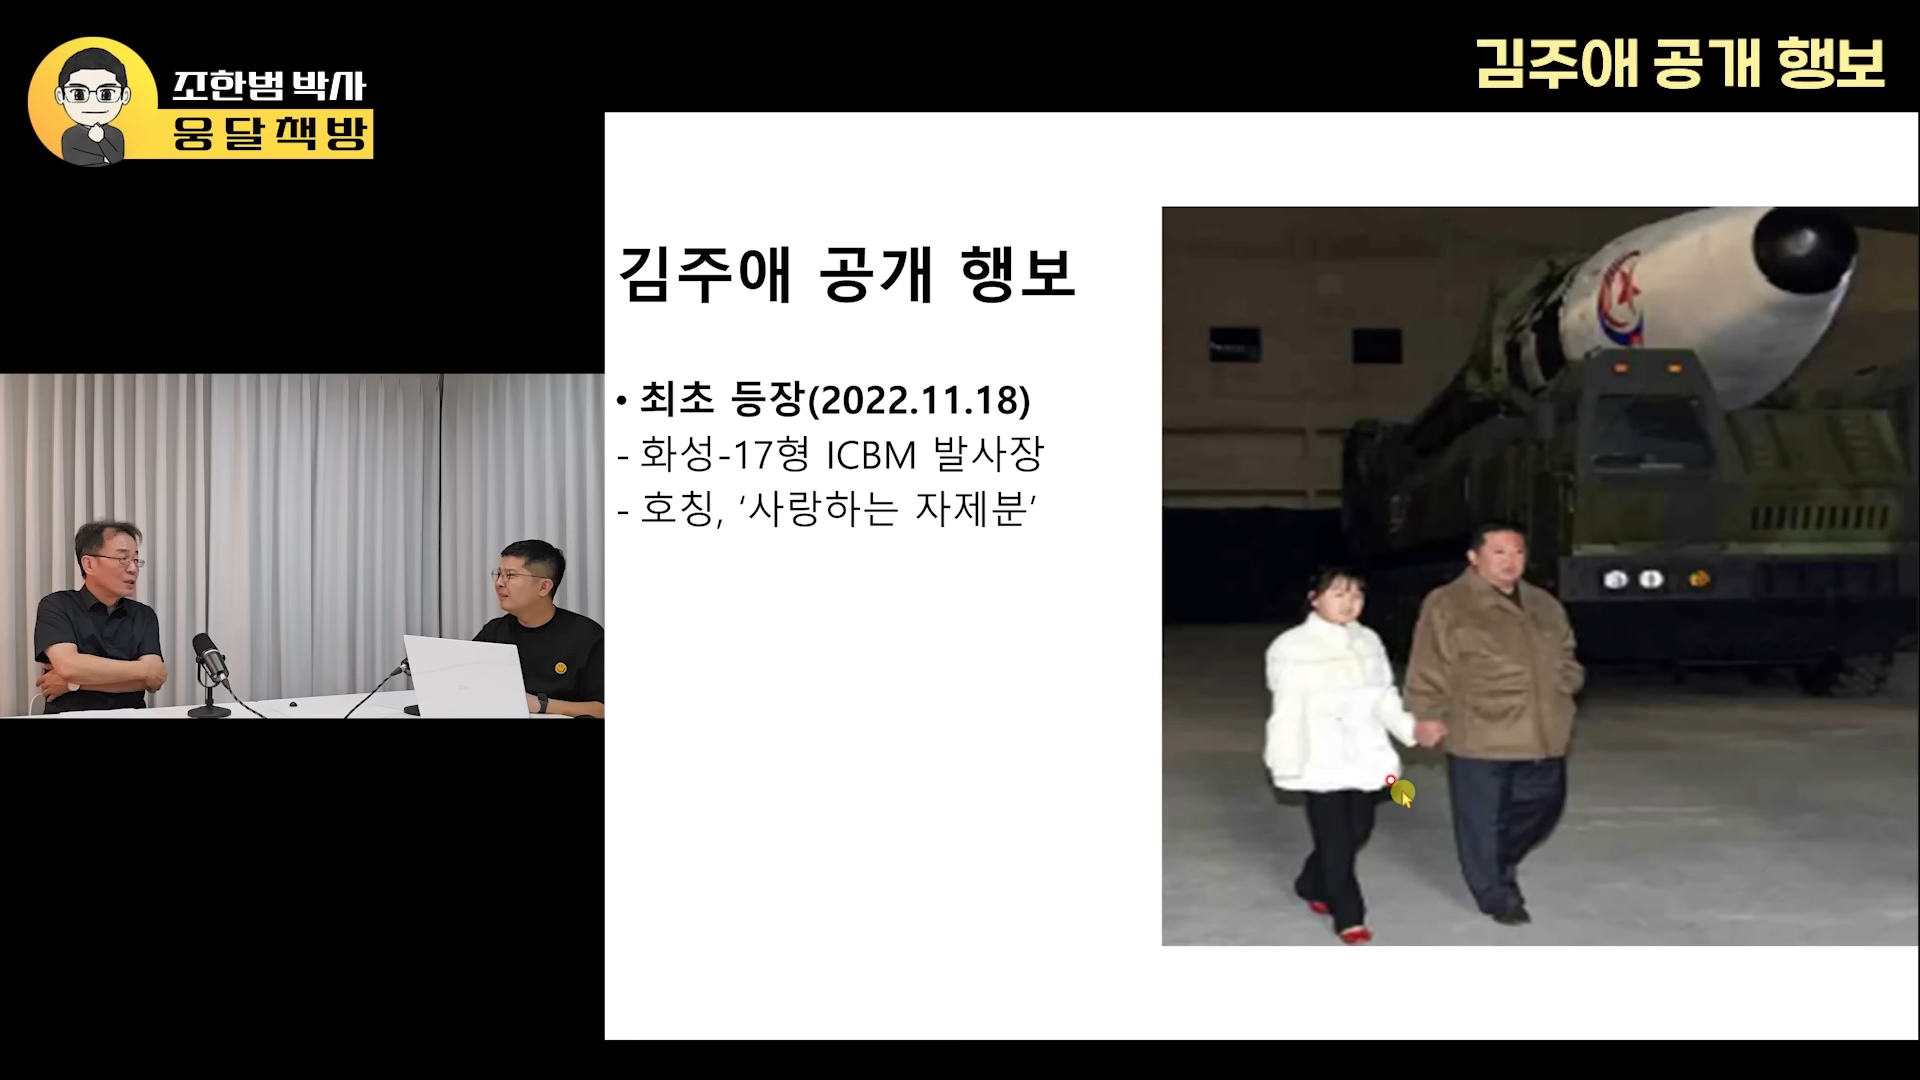 조한범 박사
웅달책방
김주애 공개 행보
김주애 공개 행보
• 최초 등장(2022.11.18)
- 화성-17형 ICBM 발사장
- 호칭, ‘사랑하는 자제분’